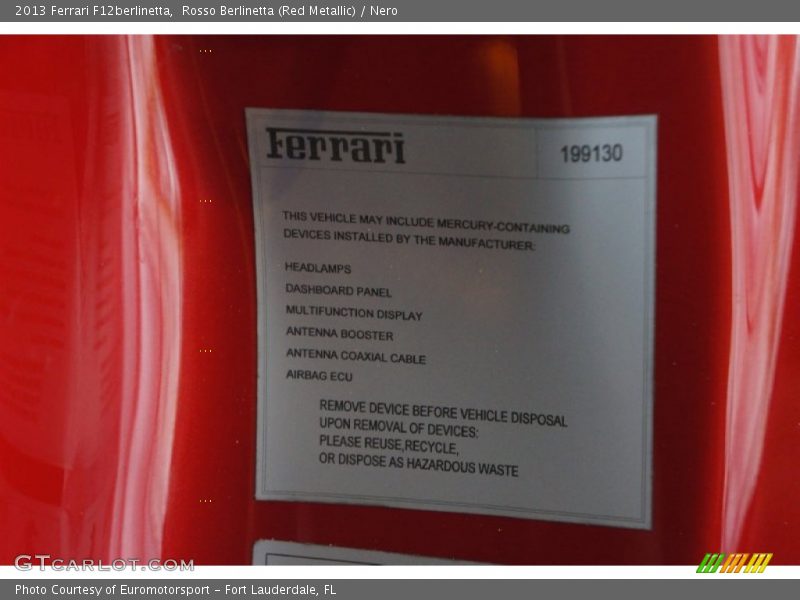 2013 Ferrari F12berlinetta, Rosso Berlinetta (Red Metallic) / Nero
Ferrari
199130
THIS VEHICLE MAY INCLUDE MERCURY-CONTAINING
DEVICES INSTALLED BY THE MANUFACTURER:
HEADLAMPS
DASHBOARD PANEL
MULTIFUNCTION DISPLAY
ANTENNA BOOSTER
ANTENNA COAXIAL CABLE
AIRBAG ECU
REMOVE DEVICE BEFORE VEHICLE DISPOSAL
UPON REMOVAL OF DEVICES:
PLEASE REUSE,RECYCLE,
OR DISPOSE AS HAZARDOUS WASTE
GTCARLOT.COM
Photo Courtesy of Euromotorsport - Fort Lauderdale, FL